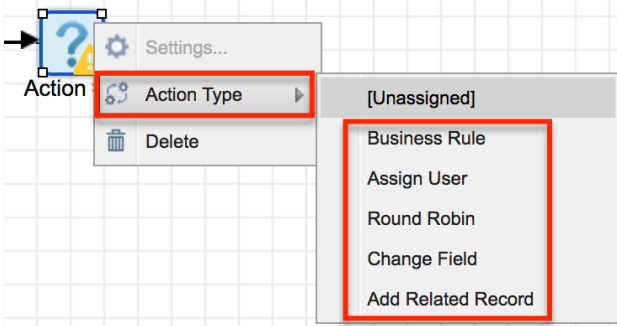 Settings...
Action
Action Type
Delete
[Unassigned]
Business Rule
Assign User
Round Robin
Change Field
Add Related Record